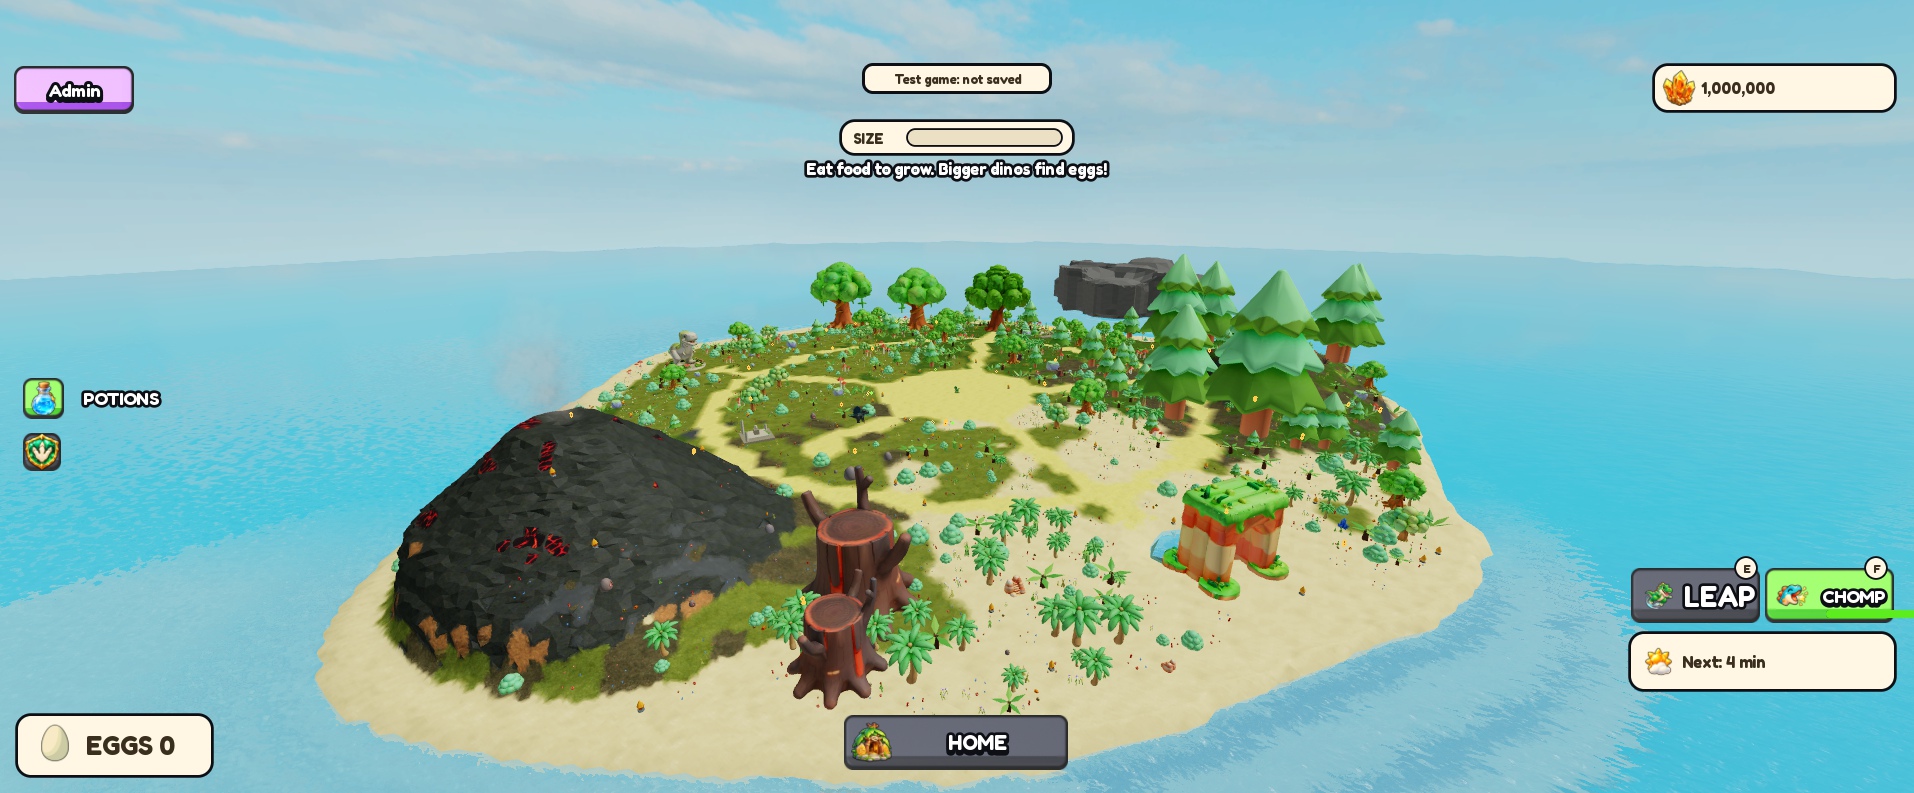 Admin
Test game: not saved
1,000,000
SIZE
Eat food to grow. Bigger dinos find eggs!
POTIONS
E
F
LEAP
CHOMP
Next: 4 min
EGGS 0
HOME